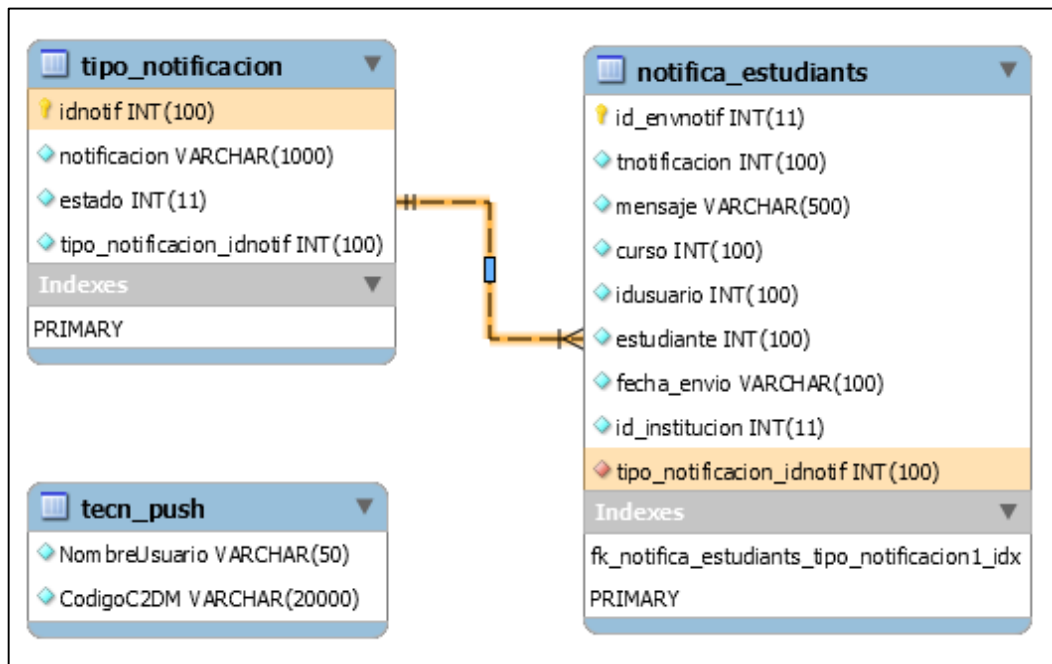 tipo_notificacion
idnotif INT(100)
notificacion VARCHAR(1000)
estado INT(11)
tipo_notificacion_idnotif INT(100)
Indexes
PRIMARY
notifica_estudiants
id_envnotif INT(11)
tnotificacion INT(100)
mensaje VARCHAR(500)
curso INT(100)
idusuario INT(100)
estudiante INT(100)
fecha_envio VARCHAR(100)
id_institucion INT(11)
tipo_notificacion_idnotif INT(100)
Indexes
fk_notifica_estudiants_tipo_notificacion1_idx
PRIMARY
tecn_push
NombreUsuario VARCHAR(50)
CodigoC2DM VARCHAR(20000)